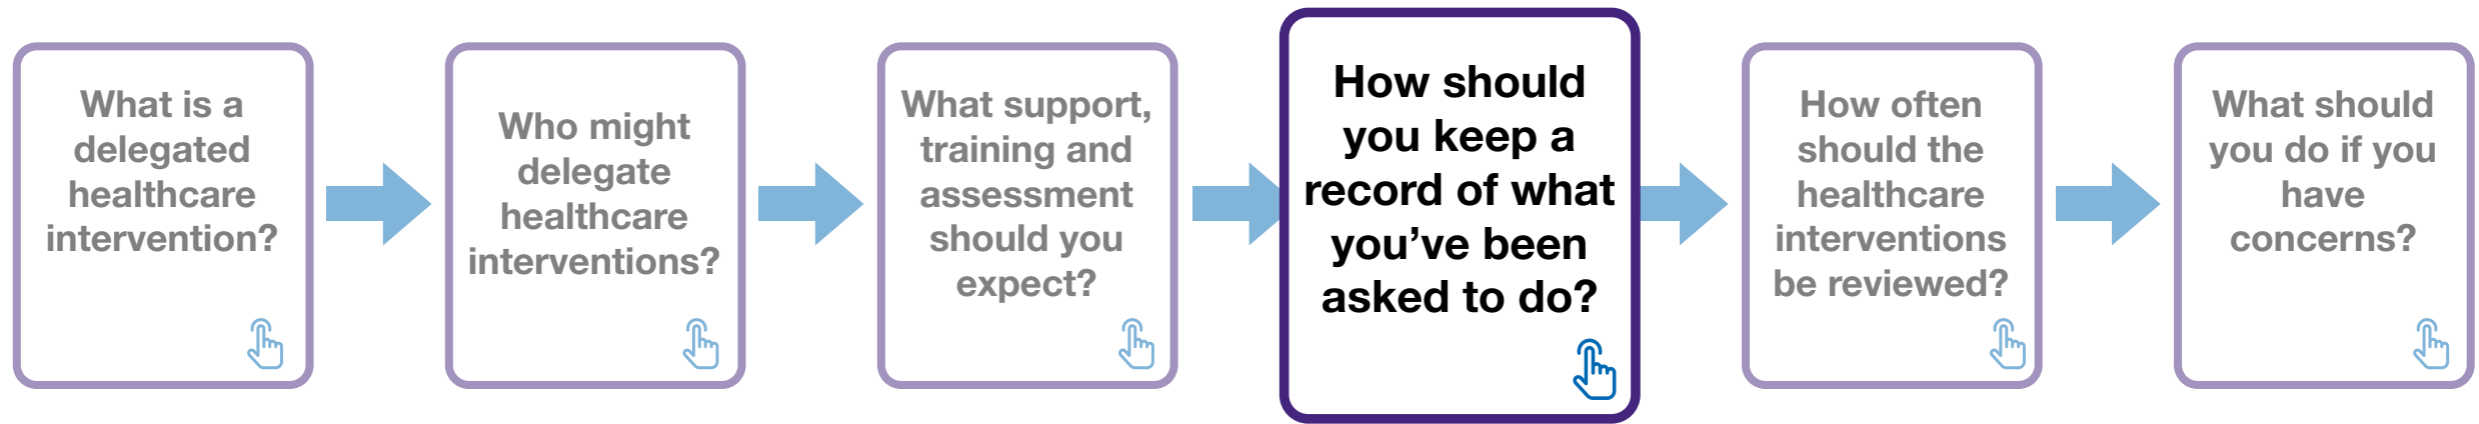 What is a
delegated
healthcare
intervention?
Who might
delegate
healthcare
interventions?
What support,
training and
assessment
should you
expect?
How should
you keep a
record of what
you’ve been
asked to do?
How often
should the
healthcare
interventions
be reviewed?
What should
you do if you
have
concerns?